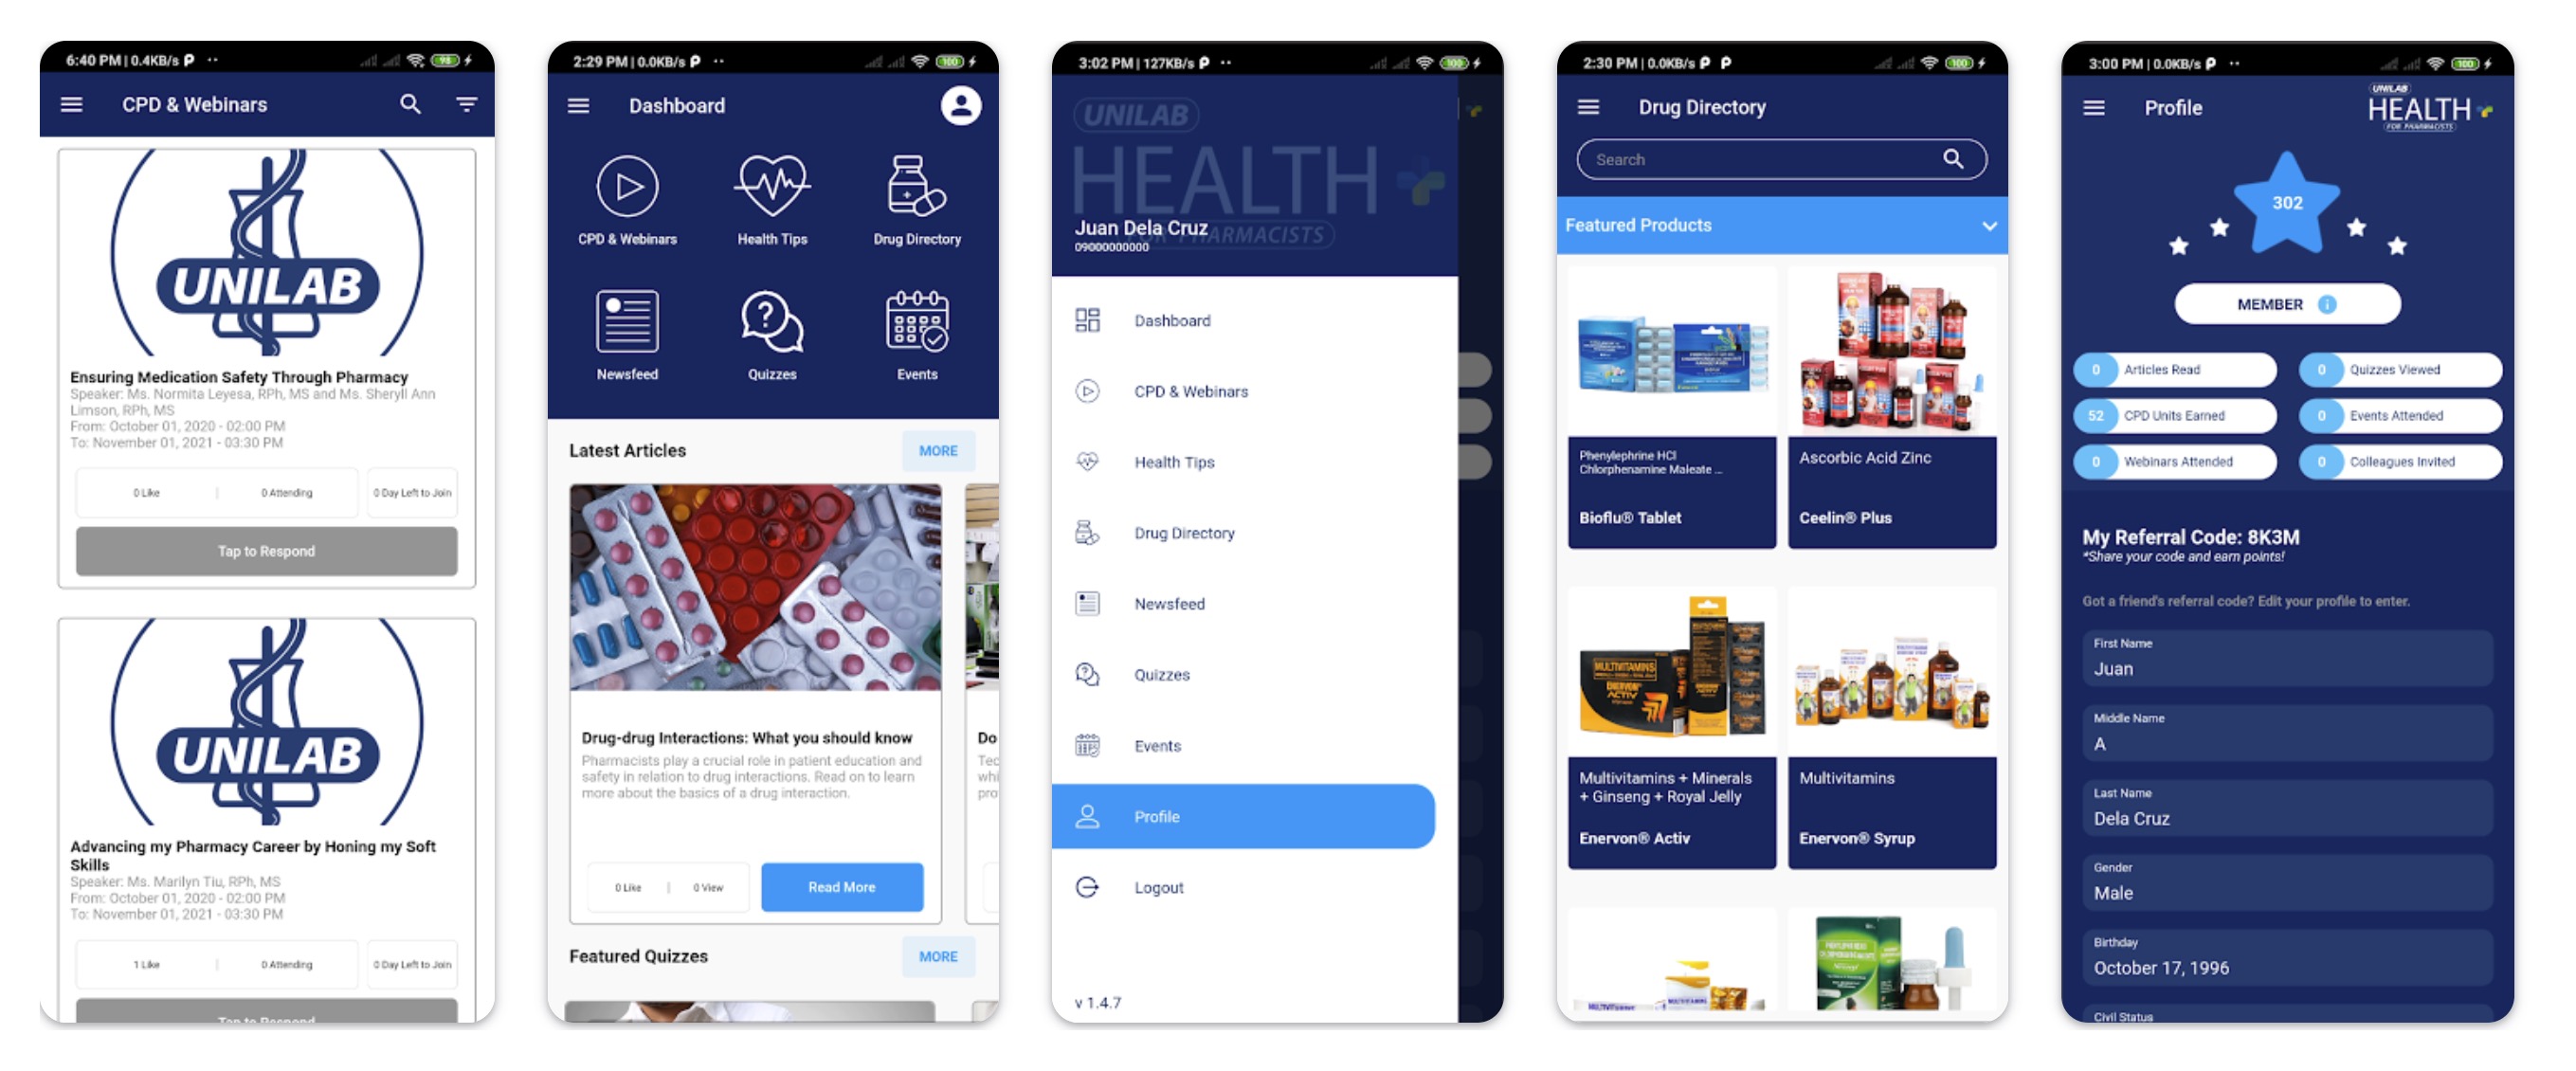 6:40 PM | 0.4KB/s
98
CPD & Webinars
UNILAB
Ensuring Medication Safety Through Pharmacy
Speaker: Ms. Normita Leyesa, RPh, MS and Ms. Sheryll Ann
Limson, RPh, MS
From: October 01, 2020 - 02:00 PM
To: November 01, 2021 - 03:30 PM
0 Like | 0 Attending
0 Day Left to Join
Tap to Respond
UNILAB
Advancing my Pharmacy Career by Honing my Soft
Skills
Speaker: Ms. Marilyn Tiu, RPh, MS
From: October 01, 2020 - 02:00 PM
To: November 01, 2021 - 03:30 PM
1 Like | 0 Attending
0 Day Left to Join
Tap to Respond
2:29 PM | 0.0KB/s
100
Dashboard
CPD & Webinars
Health Tips
Drug Directory
Newsfeed
Quizzes
Events
Latest Articles
MORE
Drug-drug Interactions: What you should know
Pharmacists play a crucial role in patient education and
safety in relation to drug interactions. Read on to learn
more about the basics of a drug interaction.
0 Like | 0 View
Read More
Do
Tec
whi
pro
Featured Quizzes
MORE
3:02 PM | 127KB/s
100
UNILAB
HEALTH
FOR PHARMACISTS
Juan Dela Cruz
09000000000
Dashboard
CPD & Webinars
Health Tips
Drug Directory
Newsfeed
Quizzes
Events
Profile
Logout
v 1.4.7
2:30 PM | 0.0KB/s
100
Drug Directory
Search
Featured Products
Phenylephrine HCl
Chlorphenamine Maleate ...
Bioflu® Tablet
Ascorbic Acid Zinc
Ceelin® Plus
MULTIVITAMINS
ENERVON
ACTIV
Multivitamins + Minerals
+ Ginseng + Royal Jelly
Enervon® Activ
Multivitamins
Enervon® Syrup
MULTIVITAMINS
MULTIVITAMINS
3:00 PM | 0.0KB/s
100
Profile
UNILAB
HEALTH
FOR PHARMACISTS
302
MEMBER
0 Articles Read
0 Quizzes Viewed
52 CPD Units Earned
0 Events Attended
0 Webinars Attended
0 Colleagues Invited
My Referral Code: 8K3M
*Share your code and earn points!
Got a friend's referral code? Edit your profile to enter.
First Name
Juan
Middle Name
A
Last Name
Dela Cruz
Gender
Male
Birthday
October 17, 1996
Civil Status